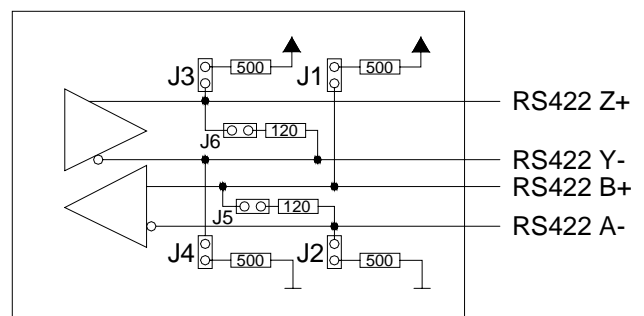 J3
500
J1
500
RS422 Z+
J6
120
RS422 Y-
RS422 B+
J5
120
RS422 A-
J4
500
J2
500